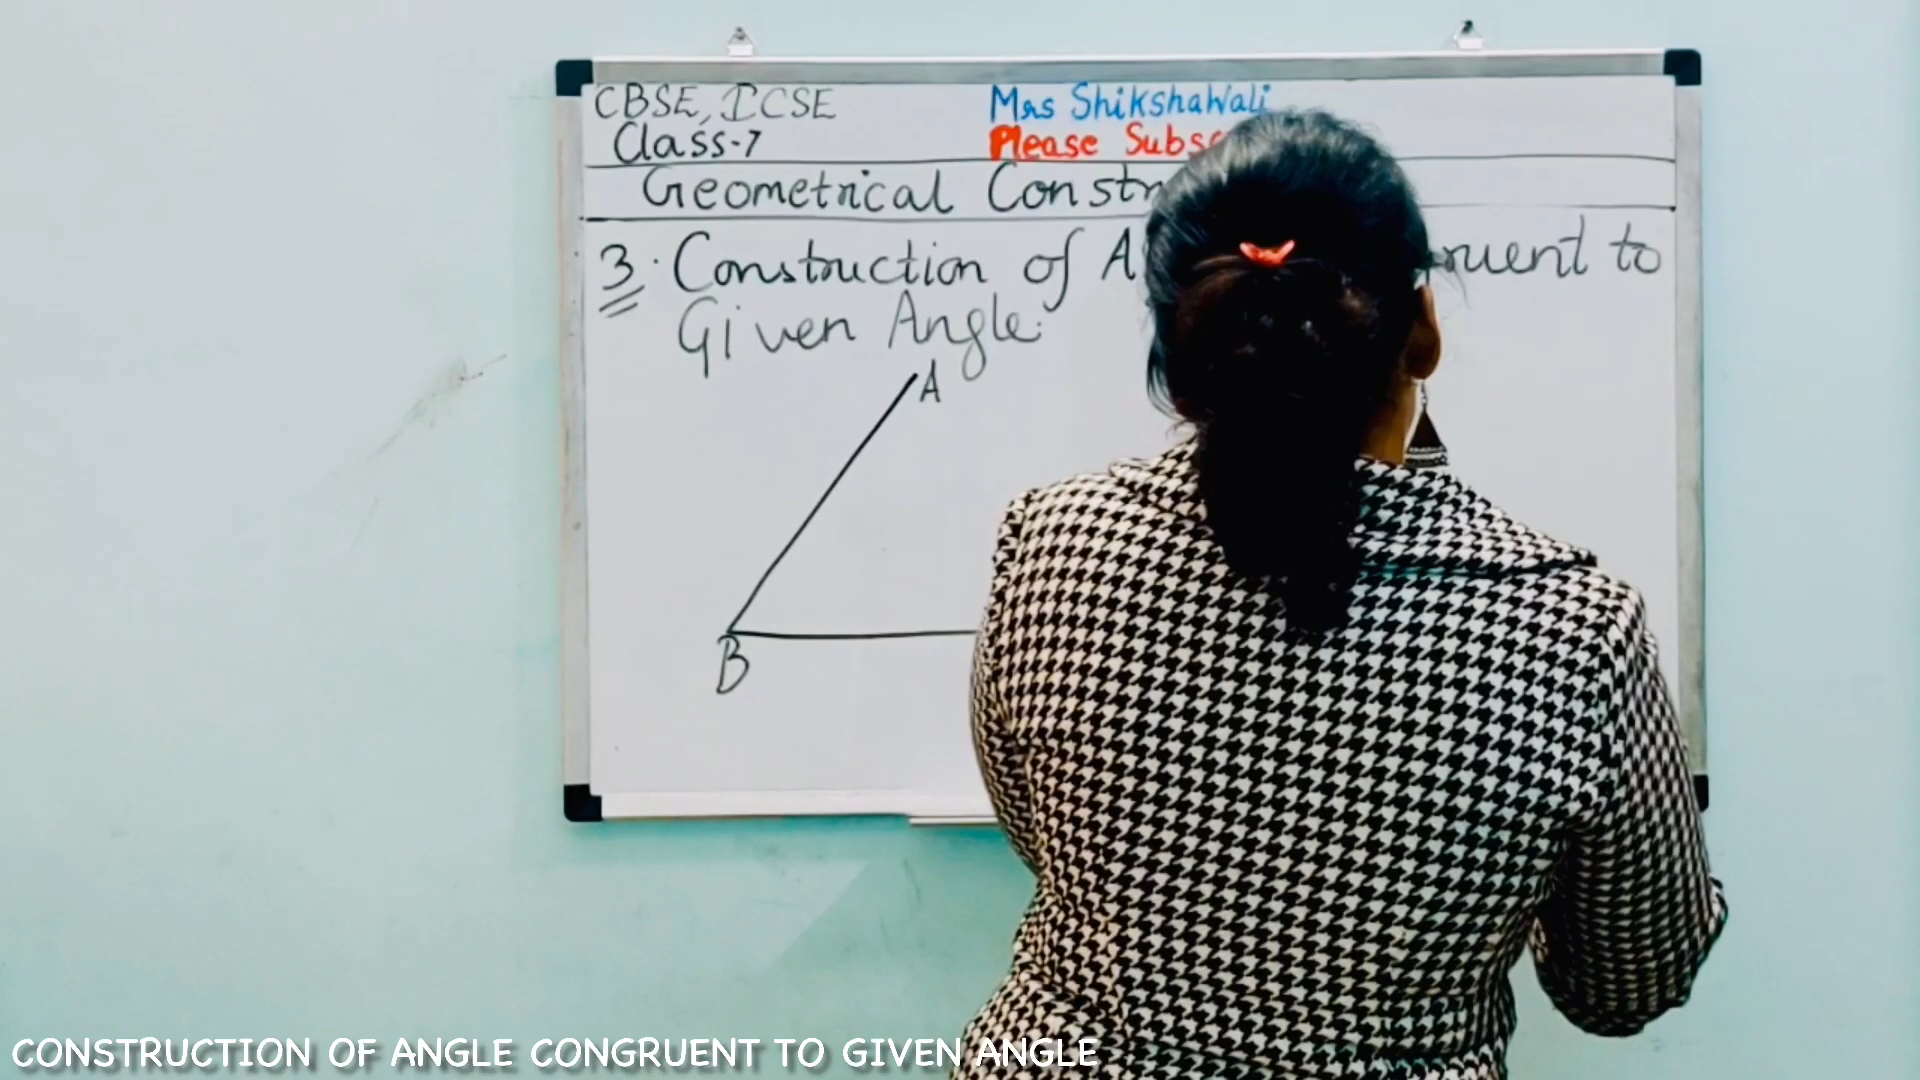 CBSE, ICSE
Class-7
Mrs ShikshaWali
Please Subsc
Geometrical Constr
3. Construction of A ruent to
Given Angle.
A
B
CONSTRUCTION OF ANGLE CONGRUENT TO GIVEN ANGLE